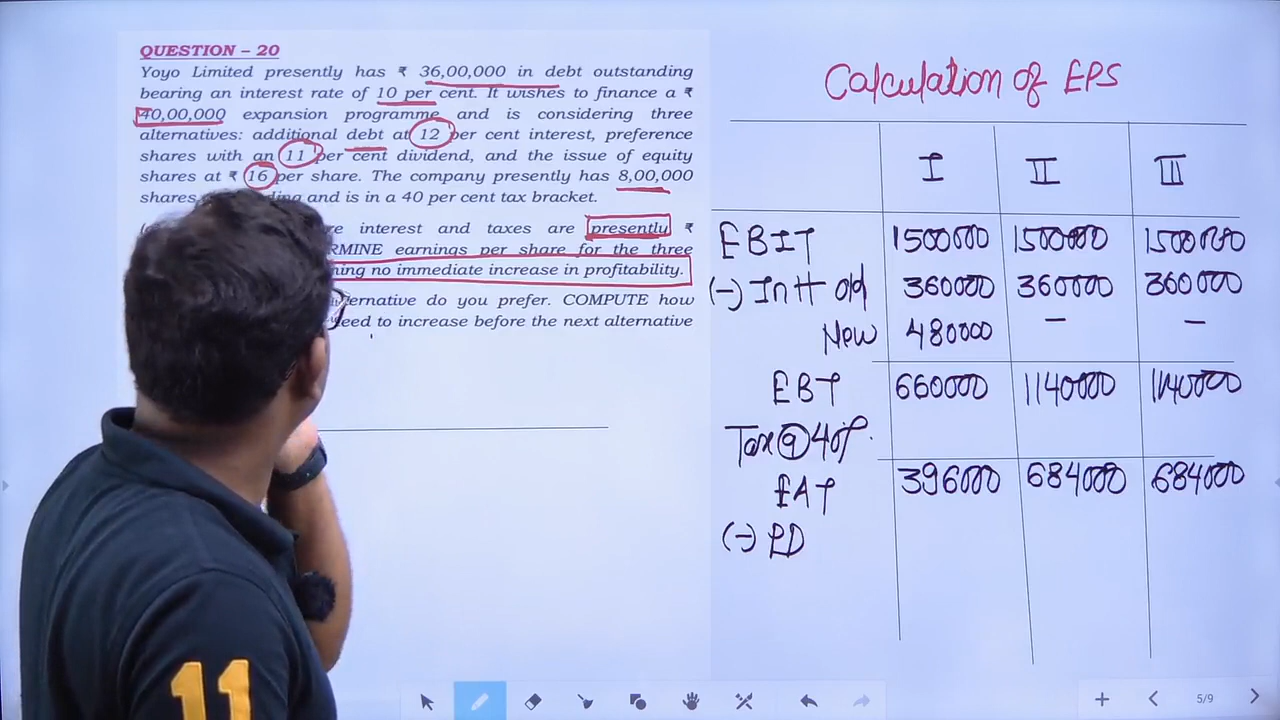 QUESTION – 20
Yoyo Limited presently has ₹ 36,00,000 in debt outstanding
bearing an interest rate of 10 per cent. It wishes to finance a ₹
40,00,000 expansion programme and is considering three
alternatives: additional debt at 12 per cent interest, preference
shares with an 11 per cent dividend, and the issue of equity
shares at ₹ 16 per share. The company presently has 8,00,000
shares and is in a 40 per cent tax bracket.
interest and taxes are presently ₹
earnings per share for the three
no immediate increase in profitability.
do you prefer. COMPUTE how
to increase before the next alternative
Calculation of EPS
I II III
EBIT 1500000 1500000 1500000
(-) Intt old 360000 360000 360000
New 480000 — —
EBT 660000 1140000 1140000
Tax@40%.
EAT 396000 684000 684000
(-) PD
11
5/9